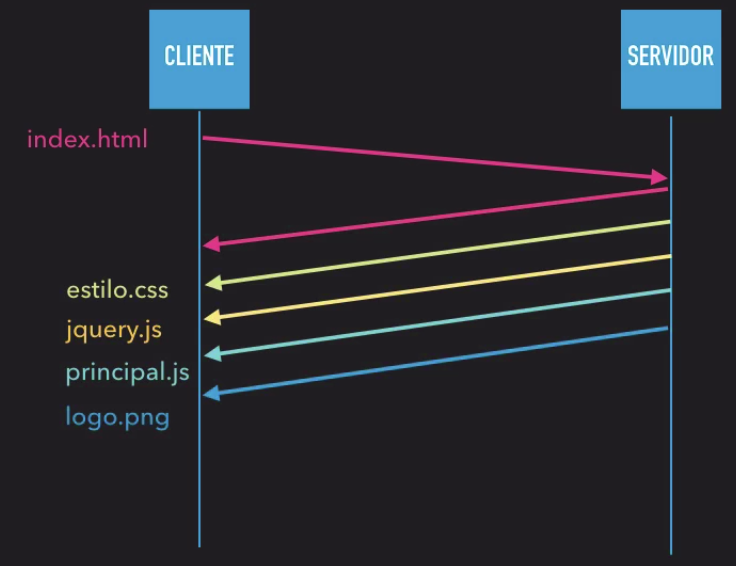 CLIENTE
SERVIDOR
index.html
estilo.css
jquery.js
principal.js
logo.png